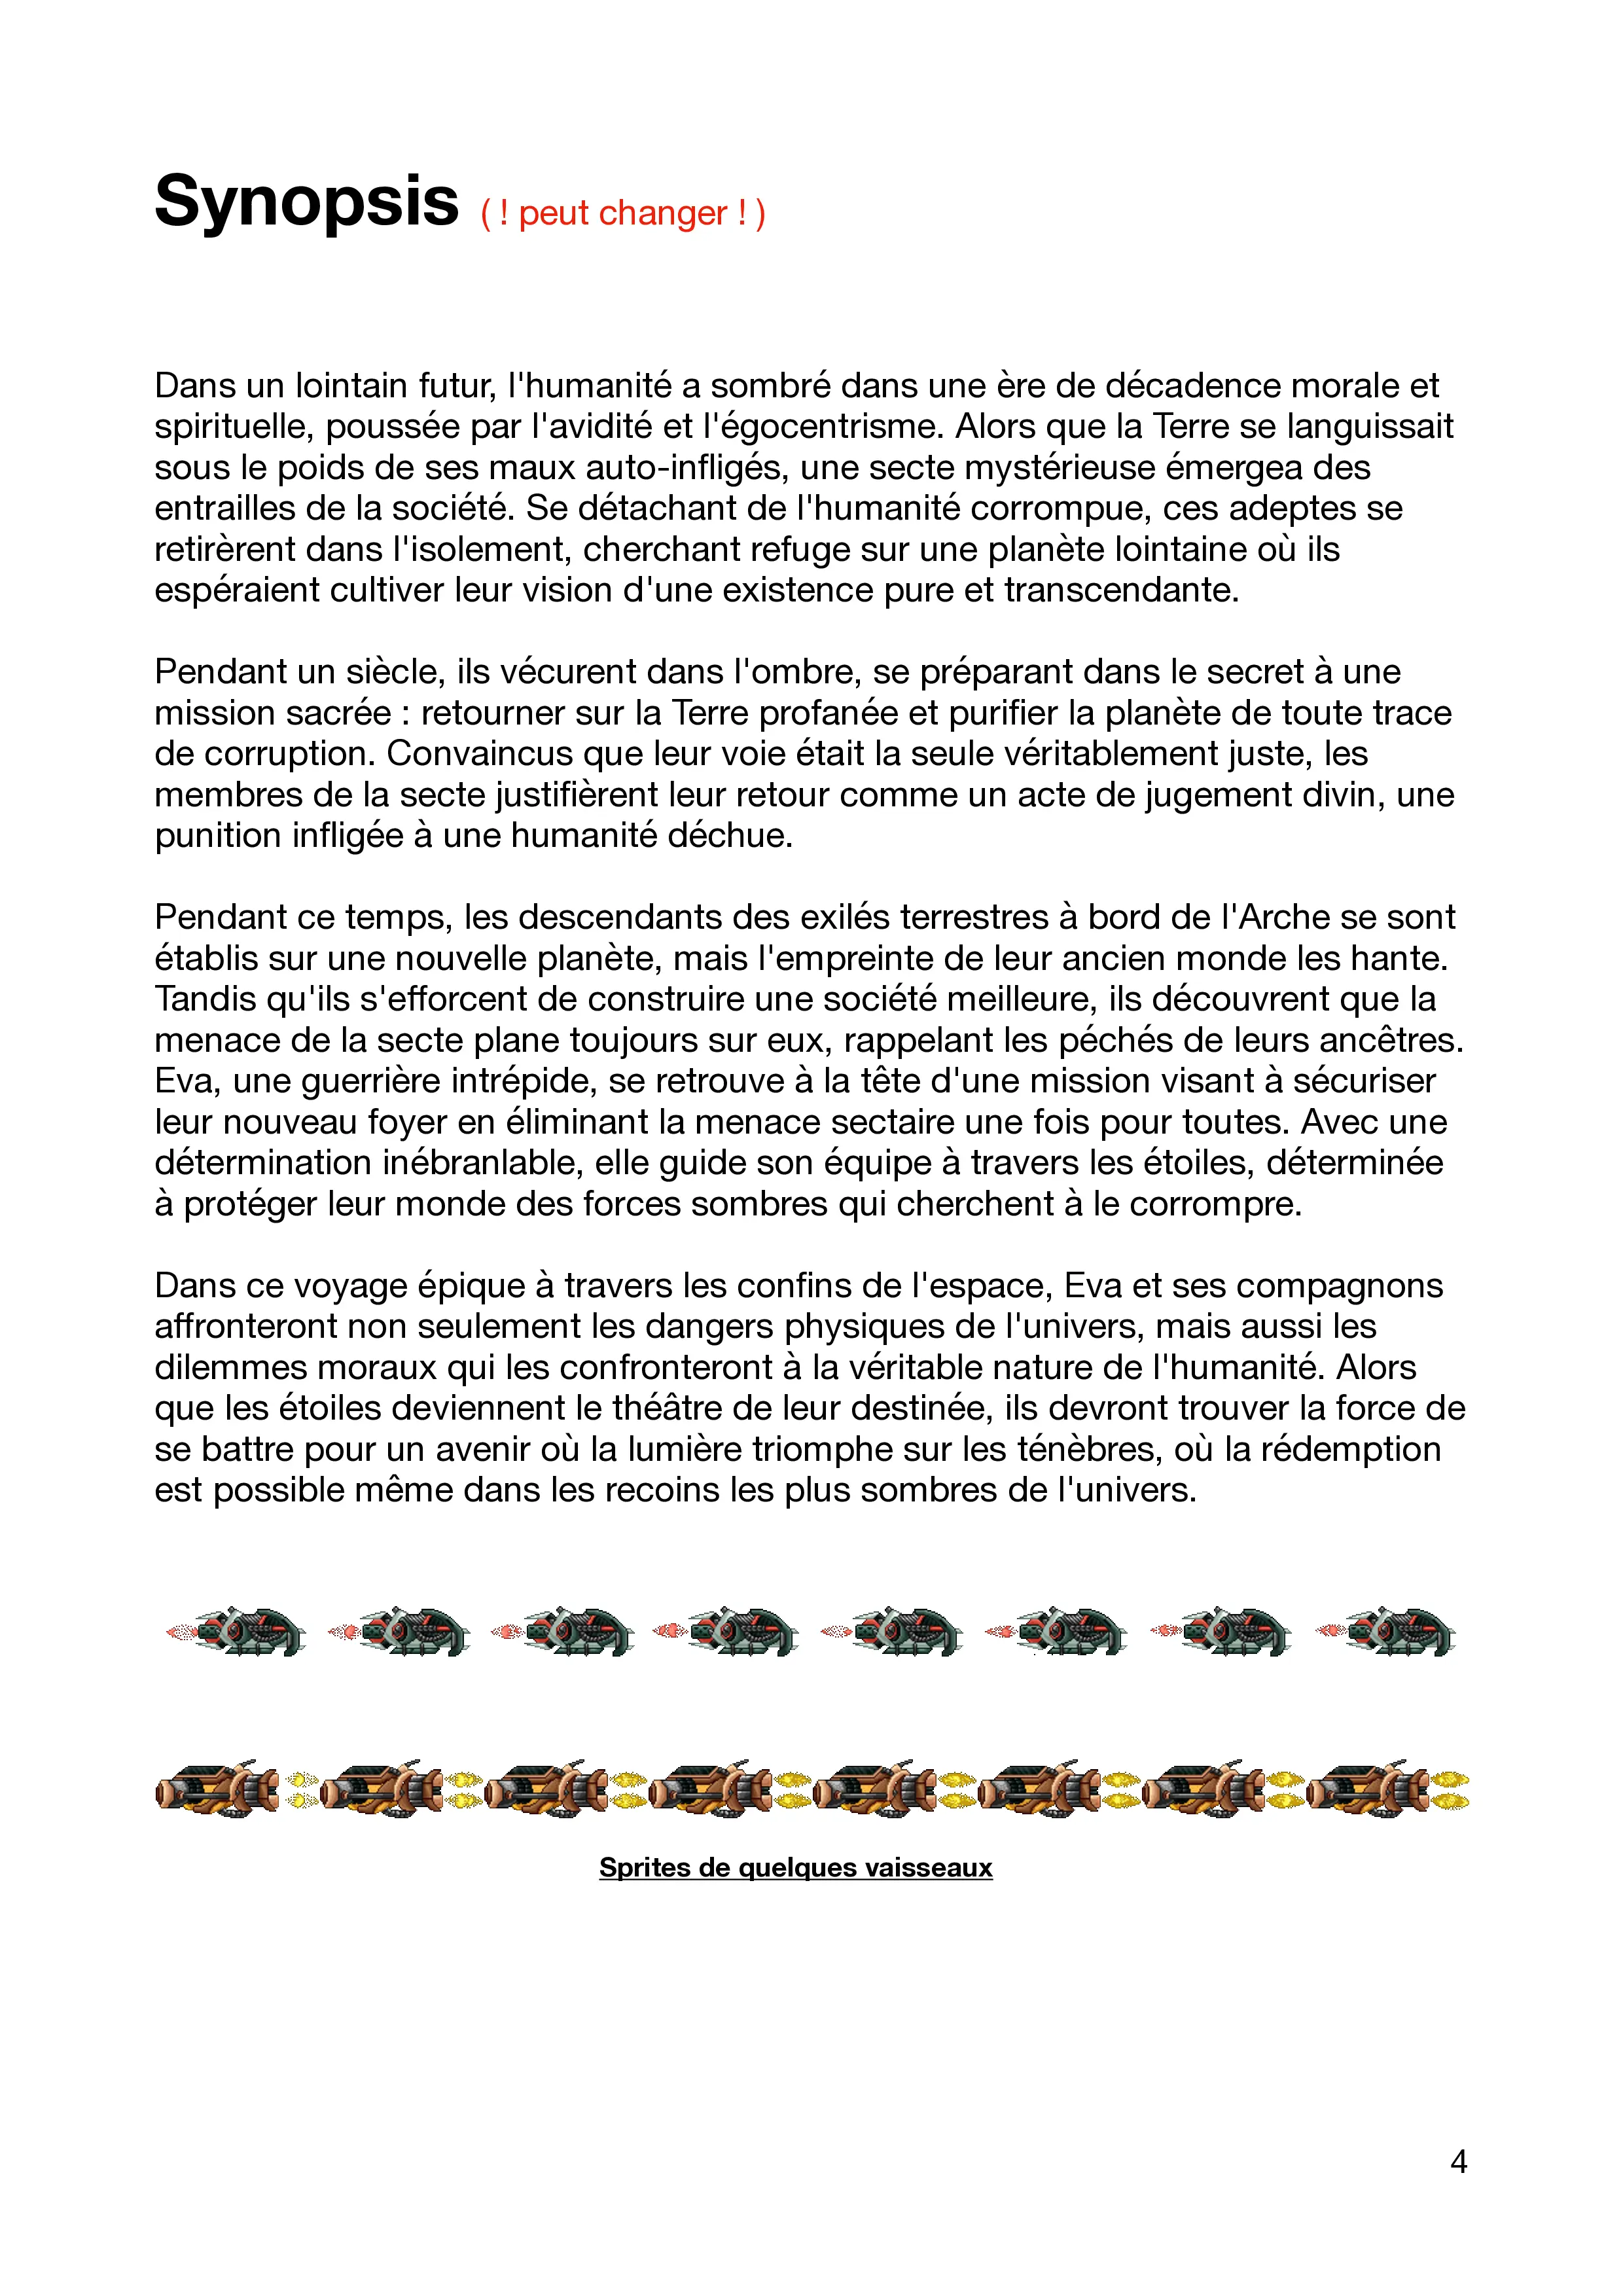 Synopsis ( ! peut changer ! )
Dans un lointain futur, l'humanité a sombré dans une ère de décadence morale et
spirituelle, poussée par l'avidité et l'égocentrisme. Alors que la Terre se languissait
sous le poids de ses maux auto-infligés, une secte mystérieuse émergea des
entrailles de la société. Se détachant de l'humanité corrompue, ces adeptes se
retirèrent dans l'isolement, cherchant refuge sur une planète lointaine où ils
espéraient cultiver leur vision d'une existence pure et transcendante.
Pendant un siècle, ils vécurent dans l'ombre, se préparant dans le secret à une
mission sacrée : retourner sur la Terre profanée et purifier la planète de toute trace
de corruption. Convaincus que leur voie était la seule véritablement juste, les
membres de la secte justifièrent leur retour comme un acte de jugement divin, une
punition infligée à une humanité déchue.
Pendant ce temps, les descendants des exilés terrestres à bord de l'Arche se sont
établis sur une nouvelle planète, mais l'empreinte de leur ancien monde les hante.
Tandis qu'ils s'efforcent de construire une société meilleure, ils découvrent que la
menace de la secte plane toujours sur eux, rappelant les péchés de leurs ancêtres.
Eva, une guerrière intrépide, se retrouve à la tête d'une mission visant à sécuriser
leur nouveau foyer en éliminant la menace sectaire une fois pour toutes. Avec une
détermination inébranlable, elle guide son équipe à travers les étoiles, déterminée
à protéger leur monde des forces sombres qui cherchent à le corrompre.
Dans ce voyage épique à travers les confins de l'espace, Eva et ses compagnons
affronteront non seulement les dangers physiques de l'univers, mais aussi les
dilemmes moraux qui les confronteront à la véritable nature de l'humanité. Alors
que les étoiles deviennent le théâtre de leur destinée, ils devront trouver la force de
se battre pour un avenir où la lumière triomphe sur les ténèbres, où la rédemption
est possible même dans les recoins les plus sombres de l'univers.
Sprites de quelques vaisseaux
4